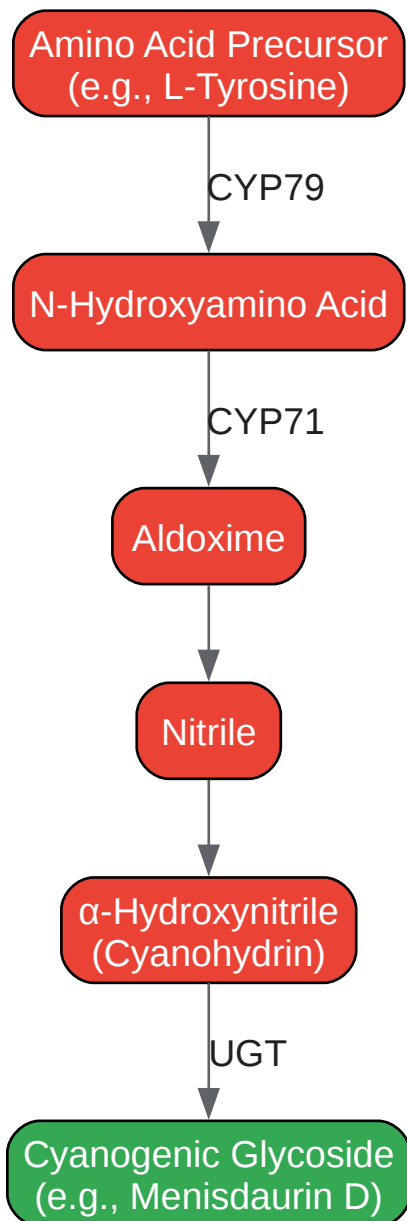 Amino Acid Precursor
(e.g., L-Tyrosine)
CYP79
N-Hydroxyamino Acid
CYP71
Aldoxime
Nitrile
α-Hydroxynitrile
(Cyanohydrin)
UGT
Cyanogenic Glycoside
(e.g., Menisdaurin D)